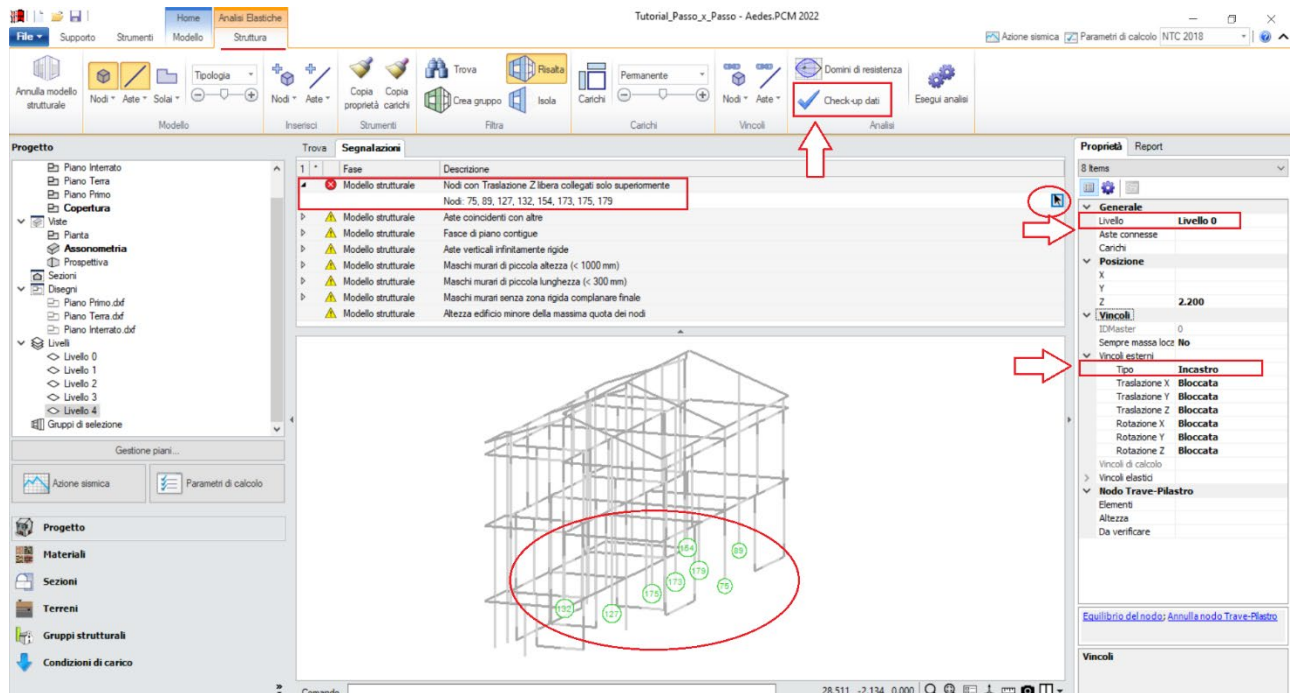 Tutorial_Passo_x_Passo - Aedes.PCM 2022
Home
Analisi Elastiche
File
Supporto
Strumenti
Modello
Struttura
Azione sismica
Parametri di calcolo
NTC 2018
Annulla modello
strutturale
Nodi
Aste
Solai
Tipologia
Modello
Nodi
Aste
Inserisci
Copia
proprietà
Copia
carichi
Strumenti
Trova
Crea gruppo
Risalta
Isola
Filtra
Carichi
Permanente
Carichi
Nodi
Aste
Vincoli
Domini di resistenza
Check-up dati
Esegui analisi
Analisi
Progetto
Piano Interrato
Piano Terra
Piano Primo
Copertura
Viste
Pianta
Assonometria
Prospettiva
Sezioni
Disegni
Piano Primo.dxf
Piano Terra.dxf
Piano Interrato.dxf
Livelli
Livello 0
Livello 1
Livello 2
Livello 3
Livello 4
Gruppi di selezione
Gestione piani...
Azione sismica
Parametri di calcolo
Progetto
Materiali
Sezioni
Terreni
Gruppi strutturali
Condizioni di carico
Trova
Segnalazioni
1 * Fase Descrizione
Modello strutturale Nodi con Traslazione Z libera collegati solo superiormente
Nodi: 75, 89, 127, 132, 154, 173, 175, 179
Modello strutturale Aste coincidenti con altre
Modello strutturale Fasce di piano contigue
Modello strutturale Aste verticali infinitamente rigide
Modello strutturale Maschi murari di piccola altezza (< 1000 mm)
Modello strutturale Maschi murari di piccola lunghezza (< 300 mm)
Modello strutturale Maschi murari senza zona rigida complanare finale
Modello strutturale Altezza edificio minore della massima quota dei nodi
154
89
179
173
75
175
132
127
Comando
28.511 -2.134 0.000
Proprietà
Report
8 Items
Generale
Livello Livello 0
Aste connesse
Carichi
Posizione
X
Y
Z 2.200
Vincoli
IDMaster 0
Sempre massa loca No
Vincoli esterni
Tipo Incastro
Traslazione X Bloccata
Traslazione Y Bloccata
Traslazione Z Bloccata
Rotazione X Bloccata
Rotazione Y Bloccata
Rotazione Z Bloccata
Vincoli di calcolo
Vincoli elastici
Nodo Trave-Pilastro
Elementi
Altezza
Da verificare
Equilibrio del nodo; Annulla nodo Trave-Pilastro
Vincoli